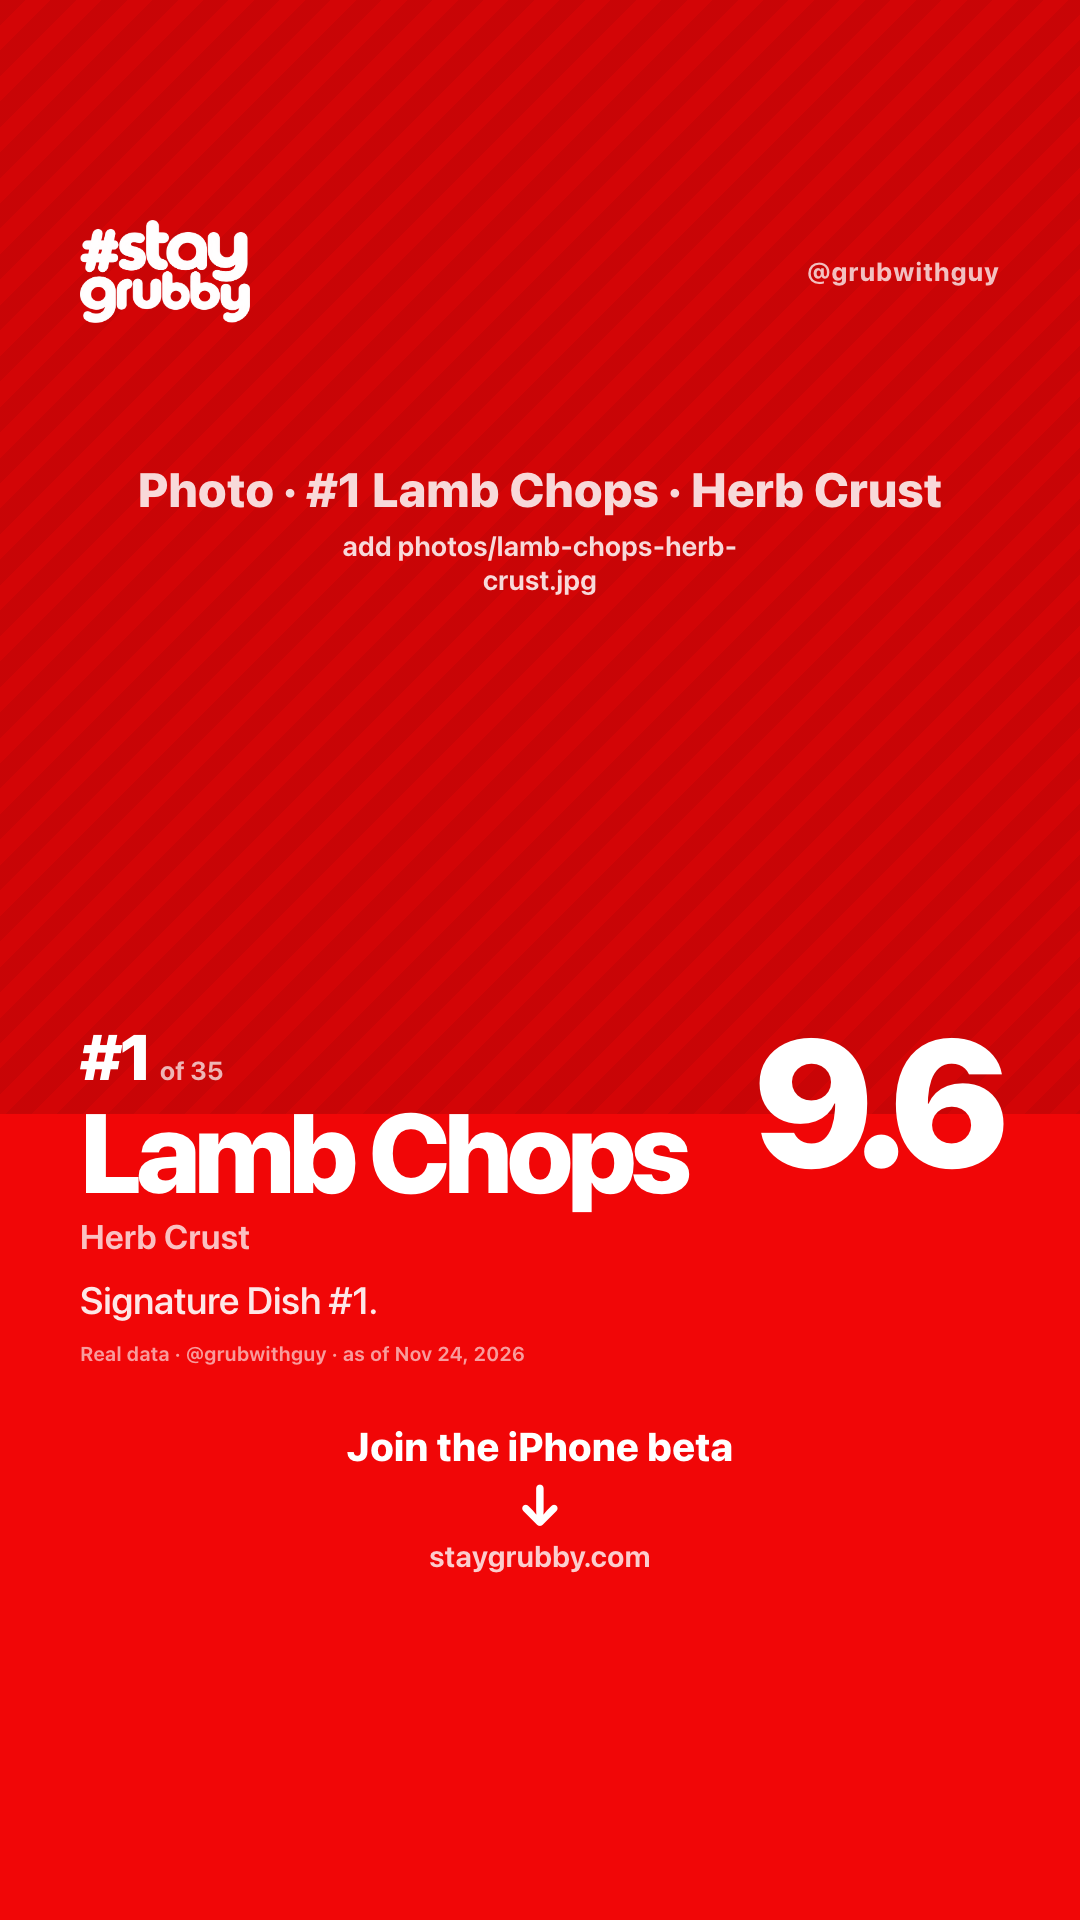 #stay
grubby
@grubwithguy
Photo · #1 Lamb Chops · Herb Crust
add photos/lamb-chops-herb-
crust.jpg
#1 of 35
9.6
Lamb Chops
Herb Crust
Signature Dish #1.
Real data · @grubwithguy · as of Nov 24, 2026
Join the iPhone beta
↓
staygrubby.com